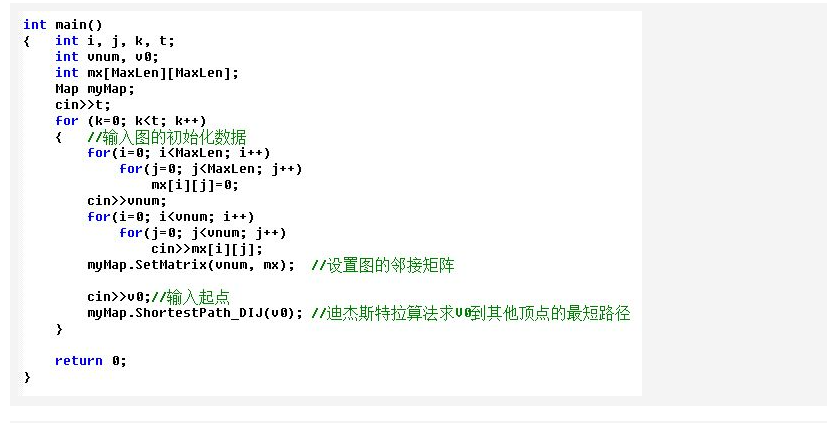 int main()
{   int i, j, k, t;
    int vnum, v0;
    int mx[MaxLen][MaxLen];
    Map myMap;
    cin>>t;
    for (k=0; k<t; k++)
    {   //输入图的初始化数据
        for(i=0; i<MaxLen; i++)
            for(j=0; j<MaxLen; j++)
                mx[i][j]=0;
        cin>>vnum;
        for(i=0; i<vnum; i++)
            for(j=0; j<vnum; j++)
                cin>>mx[i][j];
        myMap.SetMatrix(vnum, mx);  //设置图的邻接矩阵
        cin>>v0;//输入起点
        myMap.ShortestPath_DIJ(v0); //迪杰斯特拉算法求V0到其他顶点的最短路径
    }
    return 0;
}